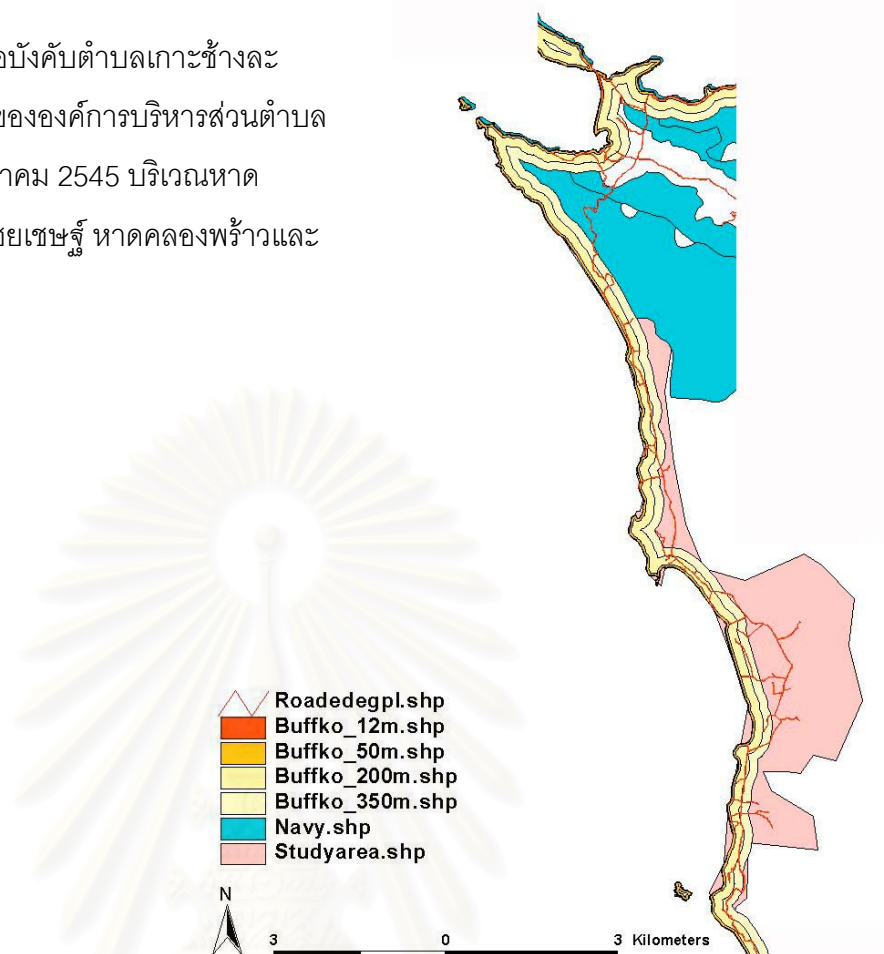 อบังคับตำบลเกาะช้างละ
ขององค์การบริหารส่วนตำบล
าคม 2545 บริเวณหาด
ชยเชษฐ์ หาดคลองพร้าวและ
Roadedegpl.shp
Buffko_12m.shp
Buffko_50m.shp
Buffko_200m.shp
Buffko_350m.shp
Navy.shp
Studyarea.shp
N
3 0 3 Kilometers